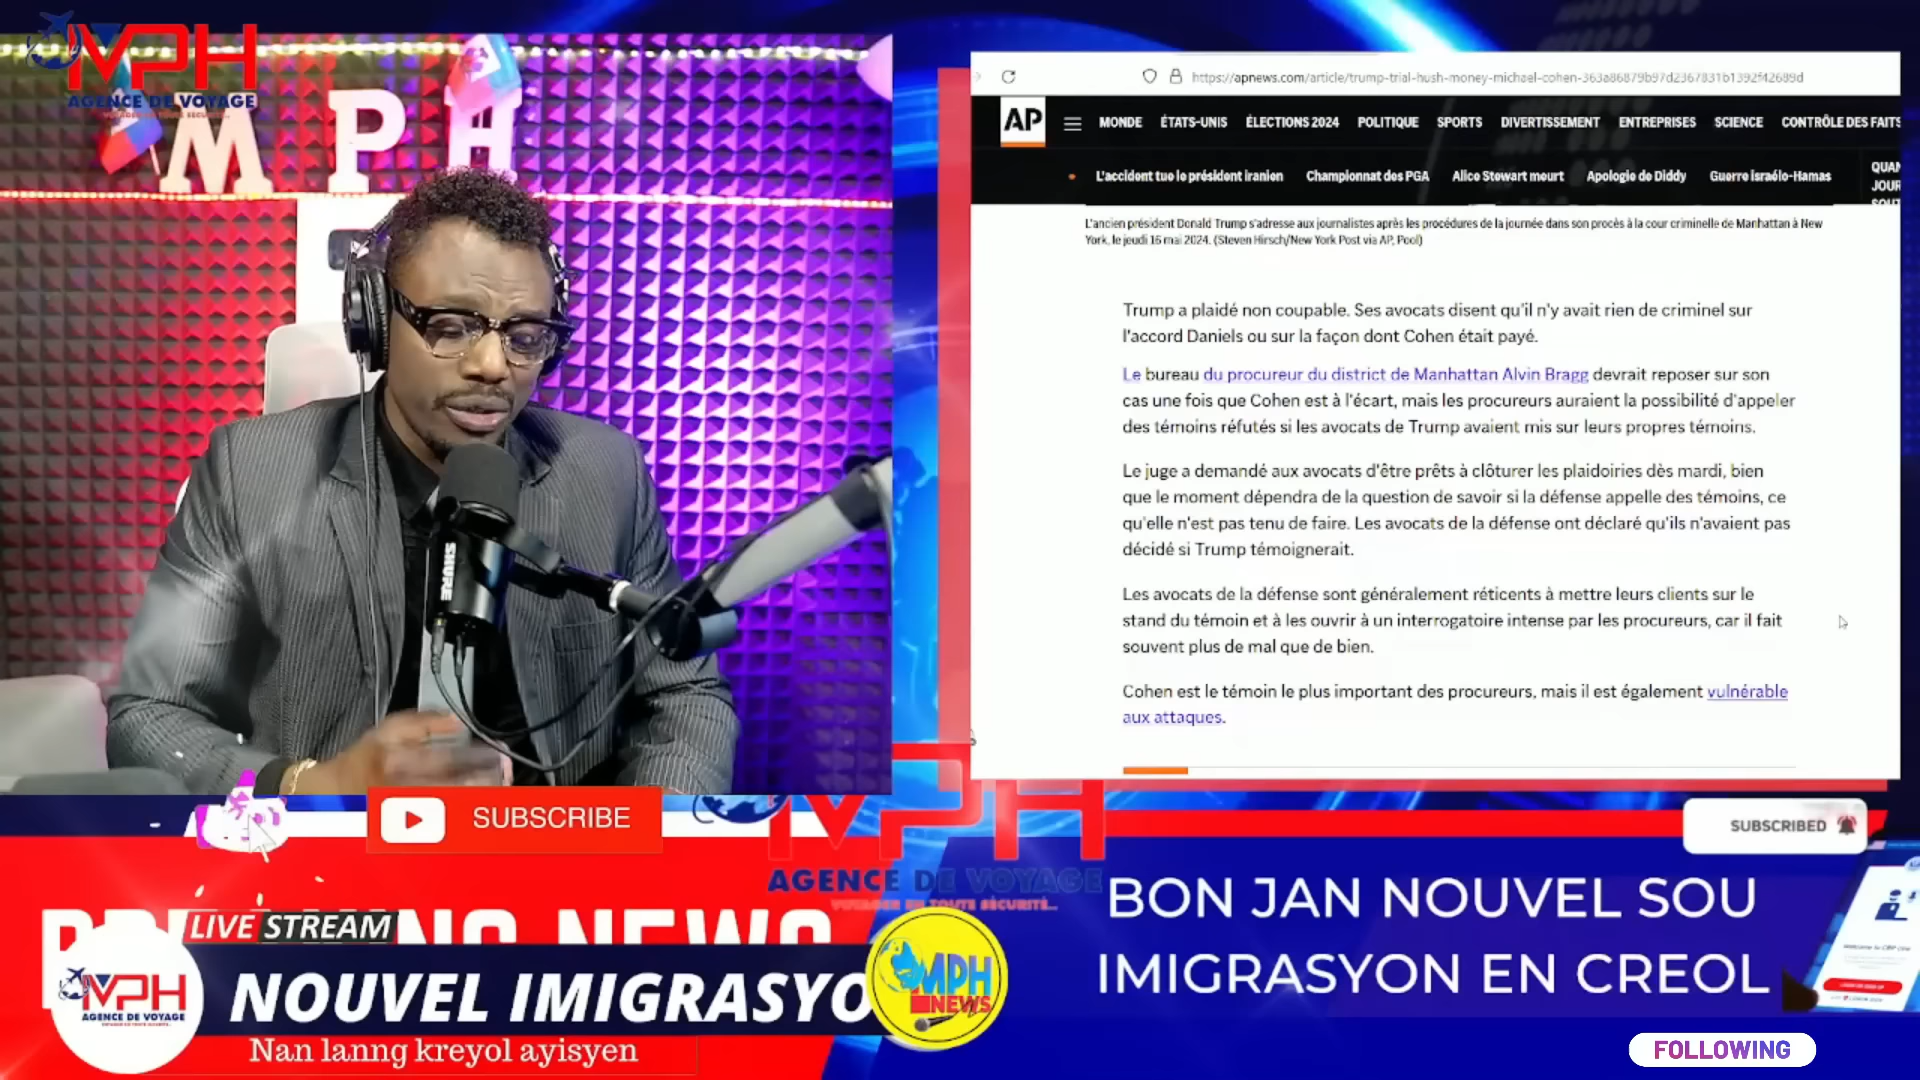 MPH
AGENCE DE VOYAGE
M P H
SHURE
https://apnews.com/article/trump-trial-hush-money-michael-cohen-363a86879b97d2367831b1392f42689d
AP
MONDE ÉTATS-UNIS ÉLECTIONS 2024 POLITIQUE SPORTS DIVERTISSEMENT ENTREPRISES SCIENCE CONTRÔLE DES FAITS
L'accident tue le président iranien Championnat des PGA Alice Stewart meurt Apologie de Diddy Guerre israélo-Hamas
L'ancien président Donald Trump s'adresse aux journalistes après les procédures de la journée dans son procès à la cour criminelle de Manhattan à New
York, le jeudi 16 mai 2024. (Steven Hirsch/New York Post via AP, Pool)
Trump a plaidé non coupable. Ses avocats disent qu'il n'y avait rien de criminel sur
l'accord Daniels ou sur la façon dont Cohen était payé.
Le bureau du procureur du district de Manhattan Alvin Bragg devrait reposer sur son
cas une fois que Cohen est à l'écart, mais les procureurs auraient la possibilité d'appeler
des témoins réfutés si les avocats de Trump avaient mis sur leurs propres témoins.
Le juge a demandé aux avocats d'être prêts à clôturer les plaidoiries dès mardi, bien
que le moment dépendra de la question de savoir si la défense appelle des témoins, ce
qu'elle n'est pas tenu de faire. Les avocats de la défense ont déclaré qu'ils n'avaient pas
décidé si Trump témoignerait.
Les avocats de la défense sont généralement réticents à mettre leurs clients sur le
stand du témoin et à les ouvrir à un interrogatoire intense par les procureurs, car il fait
souvent plus de mal que de bien.
Cohen est le témoin le plus important des procureurs, mais il est également vulnérable
aux attaques.
SUBSCRIBE
SUBSCRIBED
MPH
AGENCE DE VOYAGE
VOYAGER EN TOUTE SÉCURITÉ...
LIVE STREAM
NEWS
MPH
AGENCE DE VOYAGE
NOUVEL IMIGRASYO
Nan lanng kreyol ayisyen
MPH
NEWS
BON JAN NOUVEL SOU
IMIGRASYON EN CREOL
FOLLOWING